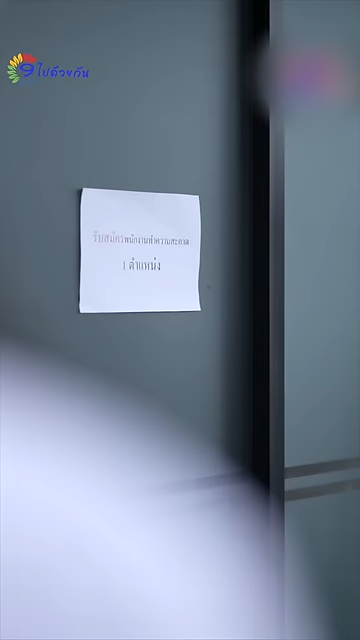 9 ไปด้วยกัน
รับสมัครพนักงานทำความสะอาด
1 ตำแหน่ง